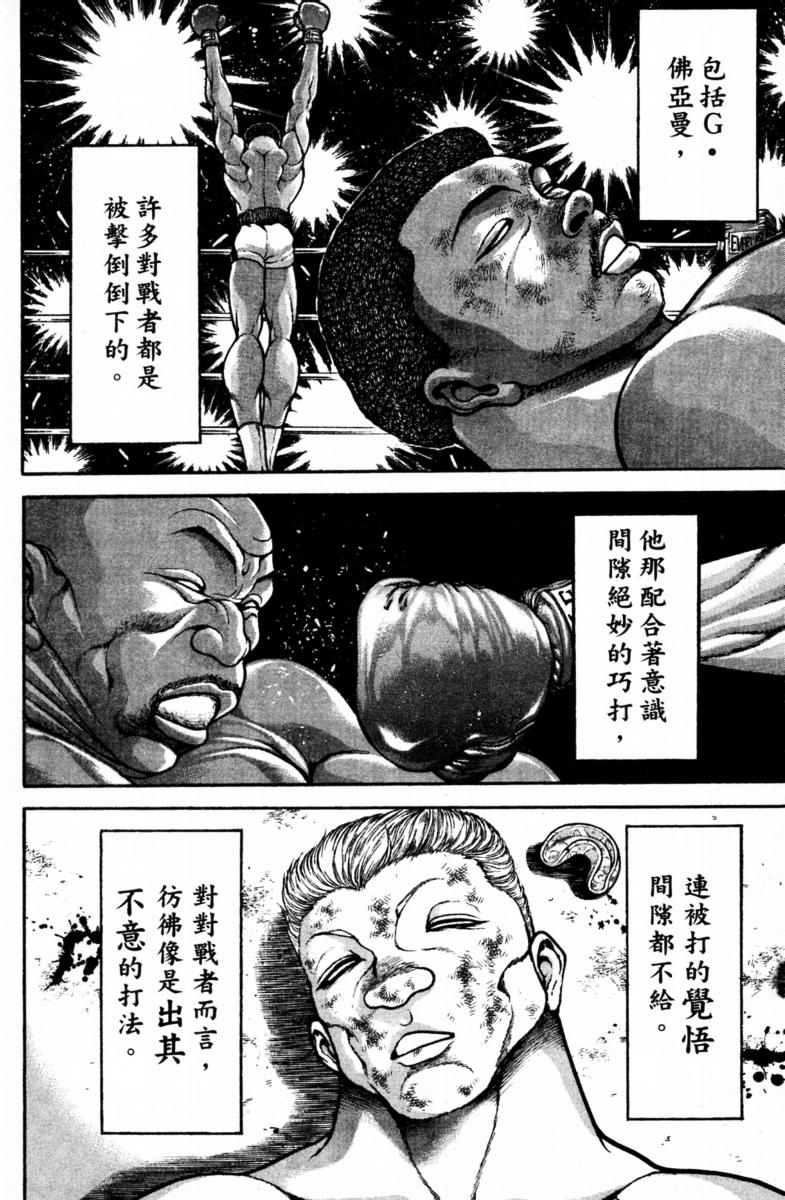 包括G・
佛亞曼，
許多對戰者都是
被擊倒倒下的。
他那配合著意識
間隙絕妙的巧打，
連被打的覺悟
間隙都不給。
對對戰者而言，
彷彿像是出其
不意的打法。